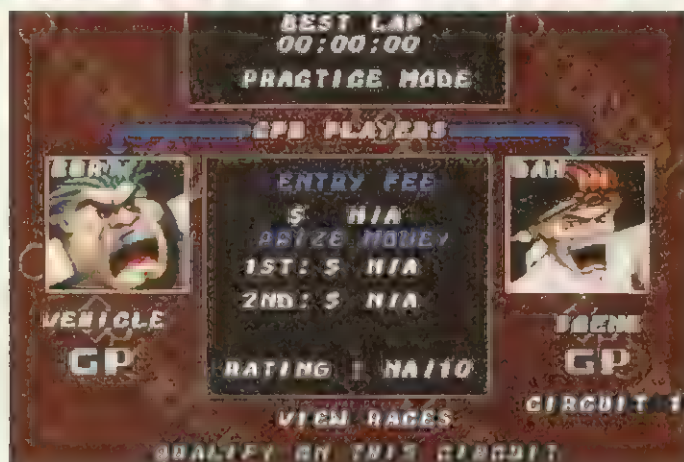 BEST LAP
00:00:00
PRACTICE MODE
CPU PLAYERS
ENTRY FEE
$ N/A
PRIZE MONEY
1ST: $ N/A
2ND: $ N/A
VEHICLE
GP
GP
RATING : NA/10
CIRCUIT:1
VIEW RACES
QUALIFY ON THIS CIRCUIT